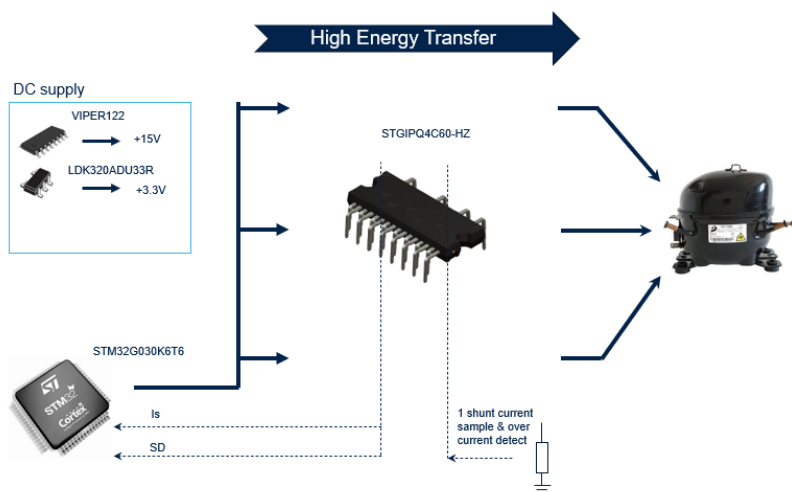 High Energy Transfer
DC supply
VIPER122
+15V
LDK320ADU33R
+3.3V
STGIPQ4C60-HZ
STM32G030K6T6
STM32
Cortex
Is
SD
1 shunt current
sample & over
current detect